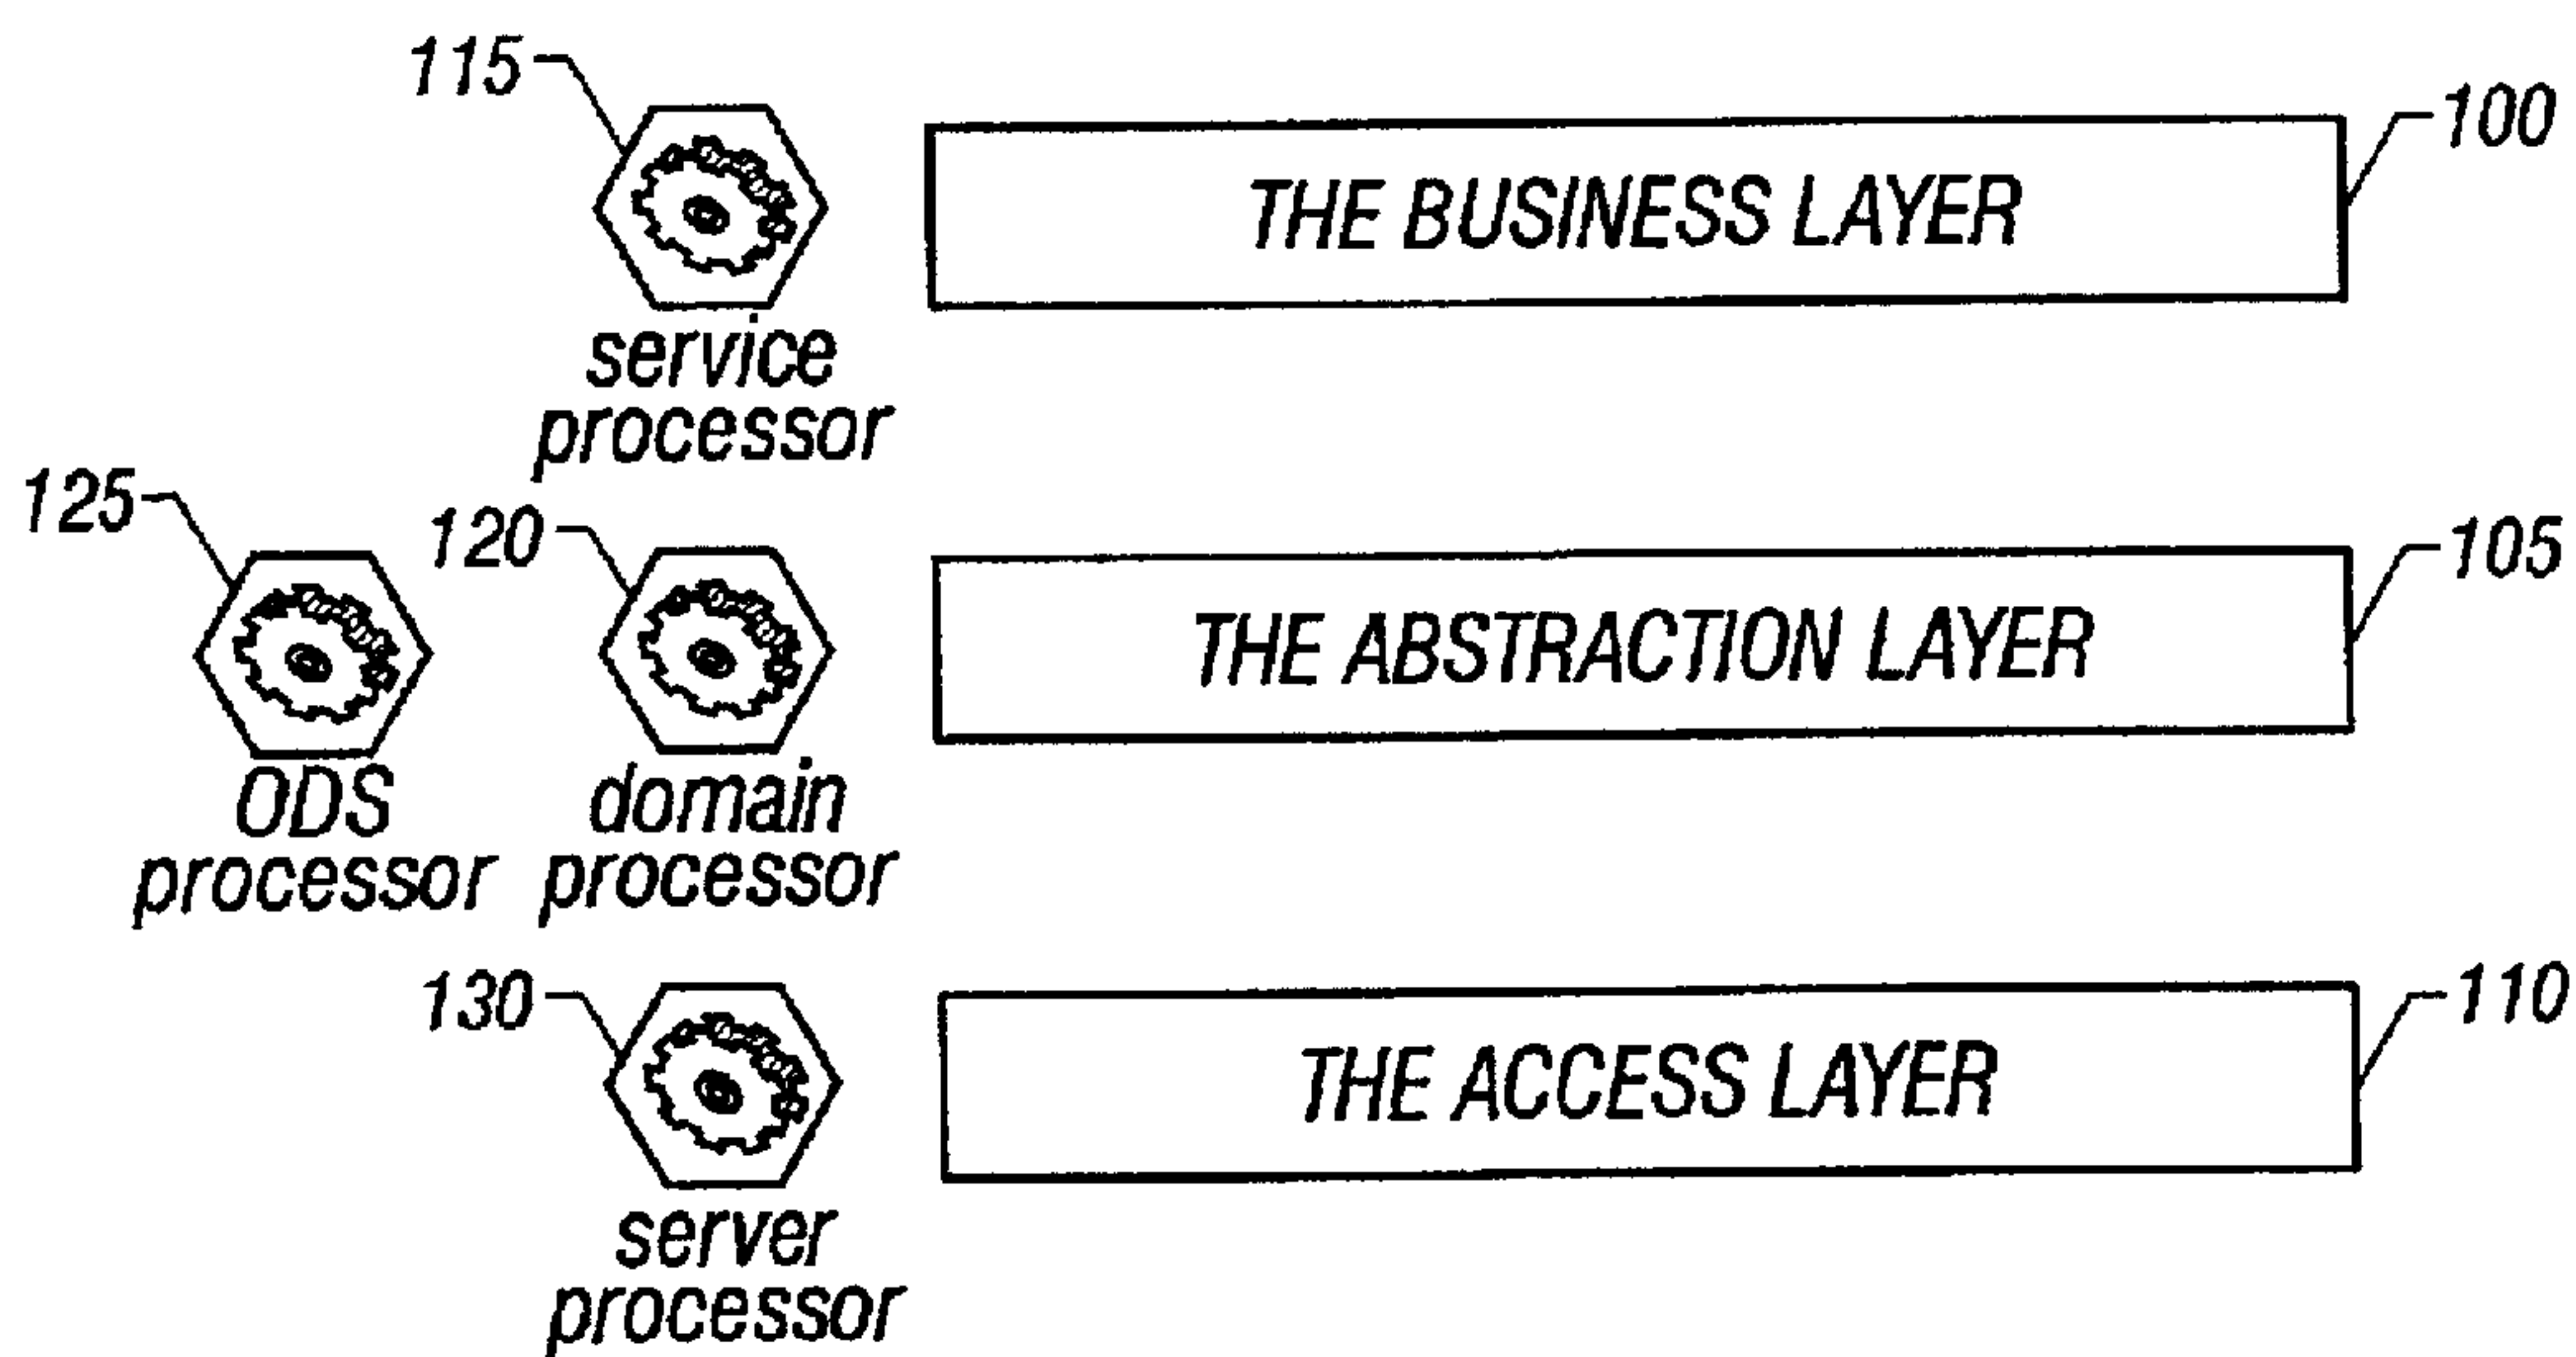 115
100
THE BUSINESS LAYER
service
processor
125
120
105
THE ABSTRACTION LAYER
ODS
processor
domain
processor
130
110
THE ACCESS LAYER
server
processor